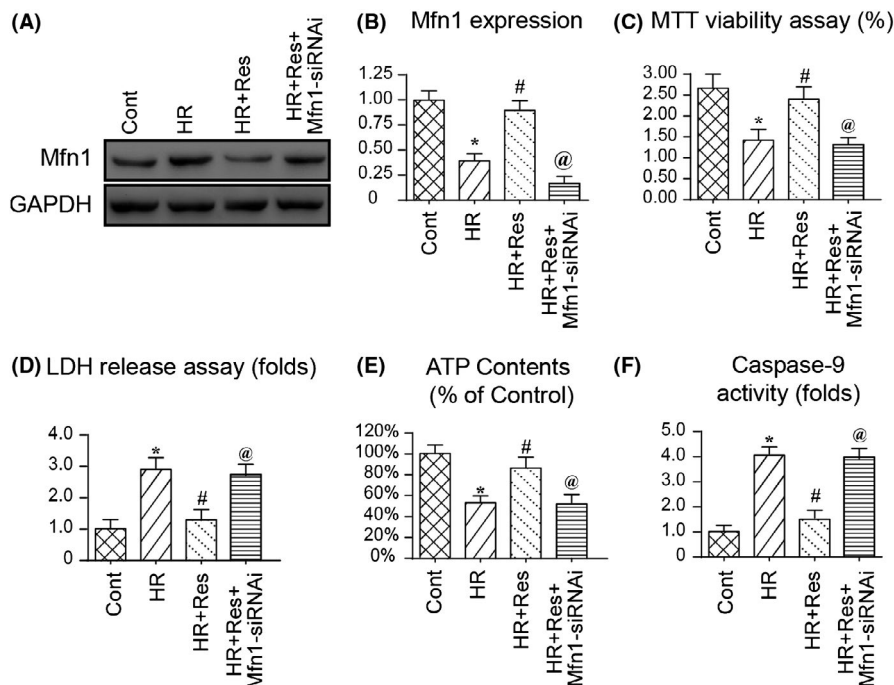 (A)
Cont
HR
HR+Res
HR+Res+
Mfn1-siRNAi
Mfn1
GAPDH
(B) Mfn1 expression
1.25
1.00
0.75
0.50
0.25
0
*
#
@
Cont
HR
HR+Res
HR+Res+
Mfn1-siRNAi
(C) MTT viability assay (%)
2.50
2.00
2.50
1.50
1.00
0.00
*
#
@
Cont
HR
HR+Res
HR+Res+
Mfn1-siRNAi
(D) LDH release assay (folds)
4.0
3.0
2.0
1.0
0
*
#
@
Cont
HR
HR+Res
HR+Res+
Mfn1-siRNAi
(E) ATP Contents
(% of Control)
120%
100%
80%
60%
40%
20%
0%
*
#
@
Cont
HR
HR+Res
HR+Res+
Mfn1-siRNAi
(F) Caspase-9
activity (folds)
5.0
4.0
3.0
2.0
1.0
0
*
#
@
Cont
HR
HR+Res
HR+Res+
Mfn1-siRNAi